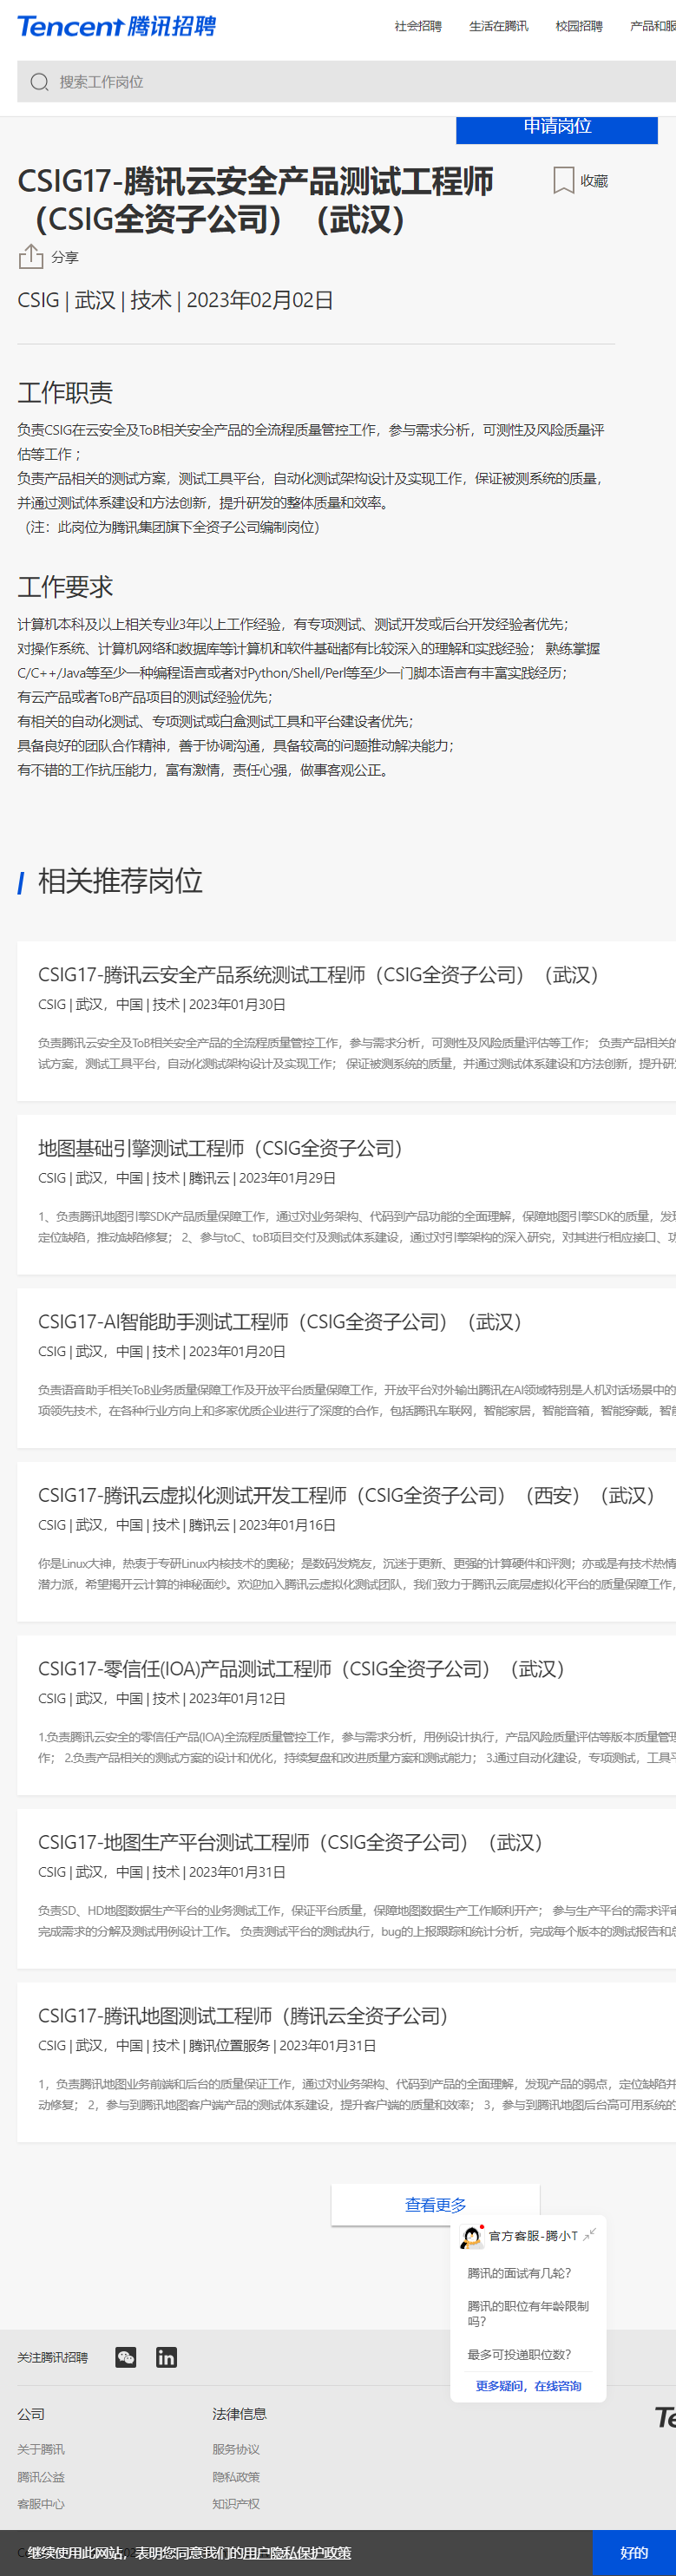 Tencent 腾讯招聘
社会招聘 生活在腾讯 校园招聘 产品和服
搜索工作岗位
申请岗位
CSIG17-腾讯云安全产品测试工程师
（CSIG全资子公司）（武汉）
收藏
分享
CSIG | 武汉 | 技术 | 2023年02月02日
工作职责
负责CSIG在云安全及ToB相关安全产品的全流程质量管控工作，参与需求分析，可测性及风险质量评
估等工作；
负责产品相关的测试方案，测试工具平台，自动化测试架构设计及实现工作，保证被测系统的质量，
并通过测试体系建设和方法创新，提升研发的整体质量和效率。
（注：此岗位为腾讯集团旗下全资子公司编制岗位）
工作要求
计算机本科及以上相关专业3年以上工作经验，有专项测试、测试开发或后台开发经验者优先；
对操作系统、计算机网络和数据库等计算机和软件基础都有比较深入的理解和实践经验； 熟练掌握
C/C++/Java等至少一种编程语言或者对Python/Shell/Perl等至少一门脚本语言有丰富实践经历；
有云产品或者ToB产品项目的测试经验优先；
有相关的自动化测试、专项测试或白盒测试工具和平台建设者优先；
具备良好的团队合作精神，善于协调沟通，具备较高的问题推动解决能力；
有不错的工作抗压能力，富有激情，责任心强，做事客观公正。
相关推荐岗位
CSIG17-腾讯云安全产品系统测试工程师（CSIG全资子公司）（武汉）
CSIG | 武汉，中国 | 技术 | 2023年01月30日
负责腾讯云安全及ToB相关安全产品的全流程质量管控工作，参与需求分析，可测性及风险质量评估等工作； 负责产品相关的
试方案，测试工具平台，自动化测试架构设计及实现工作； 保证被测系统的质量，并通过测试体系建设和方法创新，提升研
地图基础引擎测试工程师（CSIG全资子公司）
CSIG | 武汉，中国 | 技术 | 腾讯云 | 2023年01月29日
1、负责腾讯地图引擎SDK产品质量保障工作，通过对业务架构、代码到产品功能的全面理解，保障地图引擎SDK的质量，发现
定位缺陷，推动缺陷修复； 2、参与toC、toB项目交付及测试体系建设，通过对引擎架构的深入研究，对其进行相应接口、功
CSIG17-AI智能助手测试工程师（CSIG全资子公司）（武汉）
CSIG | 武汉，中国 | 技术 | 2023年01月20日
负责语音助手相关ToB业务质量保障工作及开放平台质量保障工作，开放平台对外输出腾讯在AI领域特别是人机对话场景中的
项领先技术，在各种行业方向上和多家优质企业进行了深度的合作，包括腾讯车联网，智能家居，智能音箱，智能穿戴，智能
CSIG17-腾讯云虚拟化测试开发工程师（CSIG全资子公司）（西安）（武汉）
CSIG | 武汉，中国 | 技术 | 腾讯云 | 2023年01月16日
你是Linux大神，热衷于专研Linux内核技术的奥秘；是数码发烧友，沉迷于更新、更强的计算硬件和评测；亦或是有技术热情
潜力派，希望揭开云计算的神秘面纱。欢迎加入腾讯云虚拟化测试团队，我们致力于腾讯云底层虚拟化平台的质量保障工作，
CSIG17-零信任(IOA)产品测试工程师（CSIG全资子公司）（武汉）
CSIG | 武汉，中国 | 技术 | 2023年01月12日
1.负责腾讯云安全的零信任产品(IOA)全流程质量管控工作，参与需求分析，用例设计执行，产品风险质量评估等版本质量管理
作； 2.负责产品相关的测试方案的设计和优化，持续复盘和改进质量方案和测试能力； 3.通过自动化建设，专项测试，工具平
CSIG17-地图生产平台测试工程师（CSIG全资子公司）（武汉）
CSIG | 武汉，中国 | 技术 | 2023年01月31日
负责SD、HD地图数据生产平台的业务测试工作，保证平台质量，保障地图数据生产工作顺利开产； 参与生产平台的需求评审
完成需求的分解及测试用例设计工作。 负责测试平台的测试执行，bug的上报跟踪和统计分析，完成每个版本的测试报告和总
CSIG17-腾讯地图测试工程师（腾讯云全资子公司）
CSIG | 武汉，中国 | 技术 | 腾讯位置服务 | 2023年01月31日
1，负责腾讯地图业务前端和后台的质量保证工作，通过对业务架构、代码到产品的全面理解，发现产品的弱点，定位缺陷并
动修复； 2，参与到腾讯地图客户端产品的测试体系建设，提升客户端的质量和效率； 3，参与到腾讯地图后台高可用系统的
查看更多
官方客服-腾小T
腾讯的面试有几轮？
腾讯的职位有年龄限制
吗？
最多可投递职位数？
更多疑问，在线咨询
关注腾讯招聘
公司 法律信息
关于腾讯 服务协议
腾讯公益 隐私政策
客服中心 知识产权
继续使用此网站，表明您同意我们的用户隐私保护政策
好的